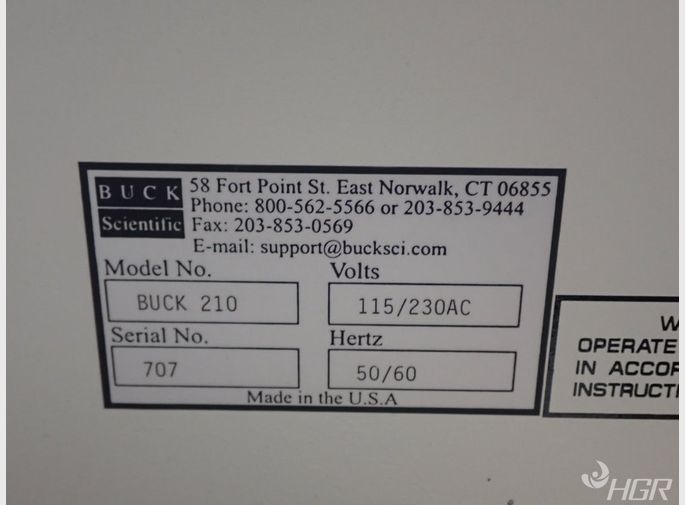 BUCK Scientific
58 Fort Point St. East Norwalk, CT 06855
Phone: 800-562-5566 or 203-853-9444
Fax: 203-853-0569
E-mail: support@bucksci.com
Model No.
BUCK 210
Volts
115/230AC
Serial No.
707
Hertz
50/60
Made in the U.S.A
OPERATE
IN
HGR